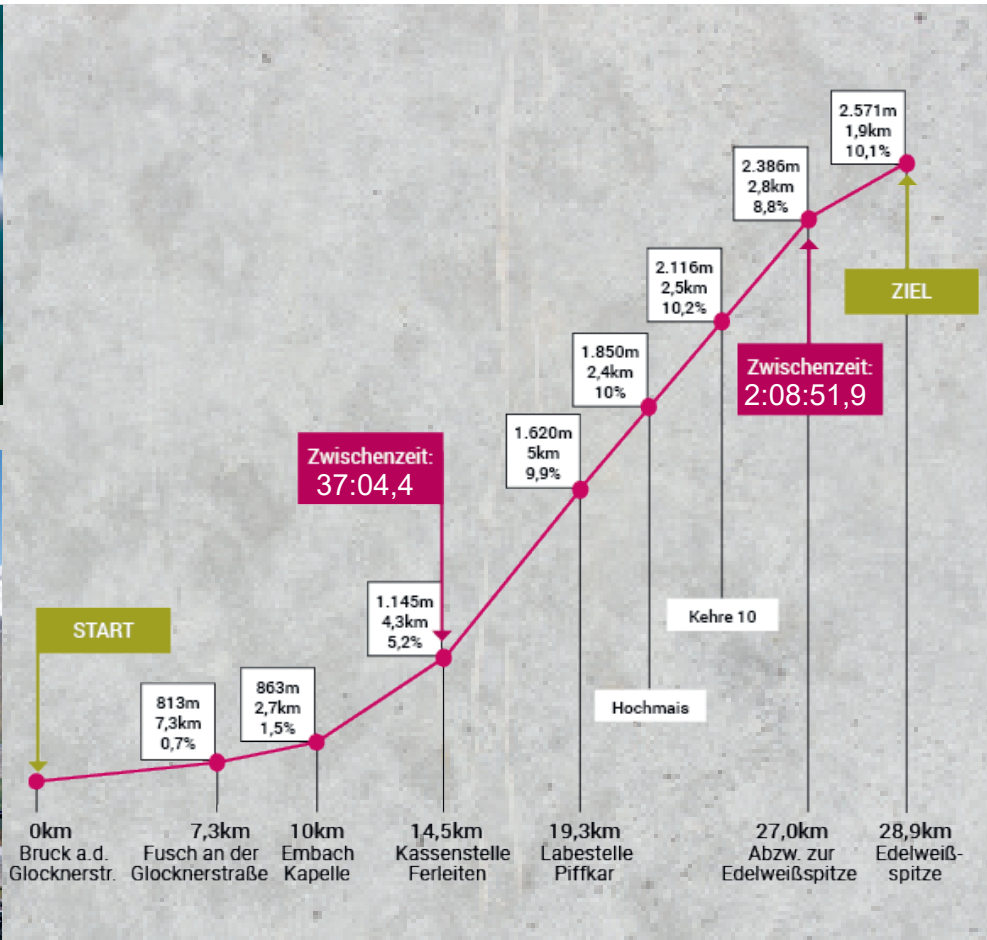 2.571m
1,9km
10,1%
2.386m
2,8km
8,8%
2.116m
2,5km
10,2%
ZIEL
1.850m
2,4km
10%
Zwischenzeit:
2:08:51,9
1.620m
5km
9,9%
Zwischenzeit:
37:04,4
1.145m
4,3km
5,2%
START
Kehre 10
813m
7,3km
0,7%
863m
2,7km
1,5%
Hochmais
0km
Bruck a.d.
Glocknerstr.
7,3km
Fusch an der
Glocknerstraße
10km
Embach
Kapelle
14,5km
Kassenstelle
Ferleiten
19,3km
Labestelle
Piffkar
27,0km
Abzw. zur
Edelweißspitze
28,9km
Edelweiß-
spitze